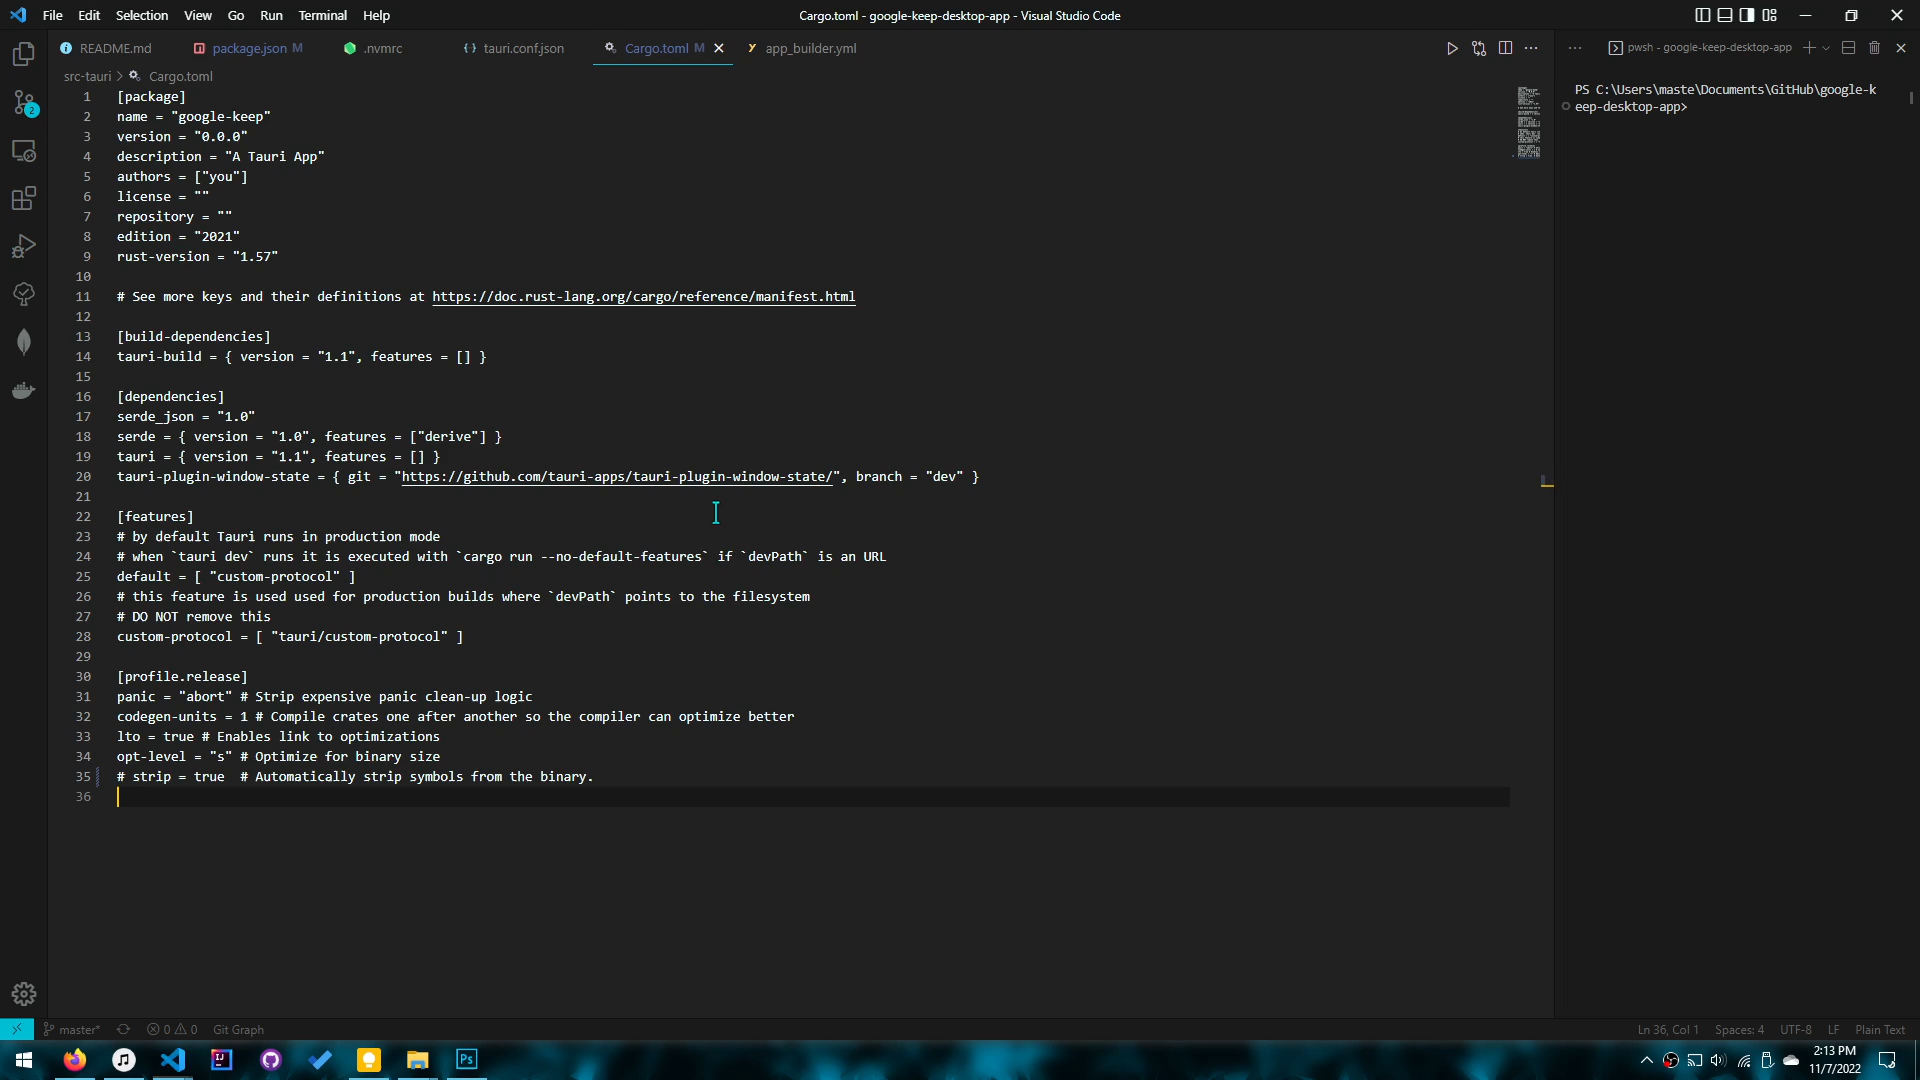 File Edit Selection View Go Run Terminal Help
Cargo.toml - google-keep-desktop-app - Visual Studio Code
README.md package.json M .nvmrc tauri.conf.json Cargo.toml M app_builder.yml
pwsh - google-keep-desktop-app
src-tauri > Cargo.toml
1 [package]
2 name = "google-keep"
3 version = "0.0.0"
4 description = "A Tauri App"
5 authors = ["you"]
6 license = ""
7 repository = ""
8 edition = "2021"
9 rust-version = "1.57"
10
11 # See more keys and their definitions at https://doc.rust-lang.org/cargo/reference/manifest.html
12
13 [build-dependencies]
14 tauri-build = { version = "1.1", features = [] }
15
16 [dependencies]
17 serde_json = "1.0"
18 serde = { version = "1.0", features = ["derive"] }
19 tauri = { version = "1.1", features = [] }
20 tauri-plugin-window-state = { git = "https://github.com/tauri-apps/tauri-plugin-window-state/", branch = "dev" }
21
22 [features]
23 # by default Tauri runs in production mode
24 # when `tauri dev` runs it is executed with `cargo run --no-default-features` if `devPath` is an URL
25 default = [ "custom-protocol" ]
26 # this feature is used used for production builds where `devPath` points to the filesystem
27 # DO NOT remove this
28 custom-protocol = [ "tauri/custom-protocol" ]
29
30 [profile.release]
31 panic = "abort" # Strip expensive panic clean-up logic
32 codegen-units = 1 # Compile crates one after another so the compiler can optimize better
33 lto = true # Enables link to optimizations
34 opt-level = "s" # Optimize for binary size
35 # strip = true  # Automatically strip symbols from the binary.
36
PS C:\Users\maste\Documents\GitHub\google-k
eep-desktop-app>
2
master* 0 0 Git Graph
Ln 36, Col 1 Spaces: 4 UTF-8 LF Plain Text
Ps
2:13 PM
11/7/2022